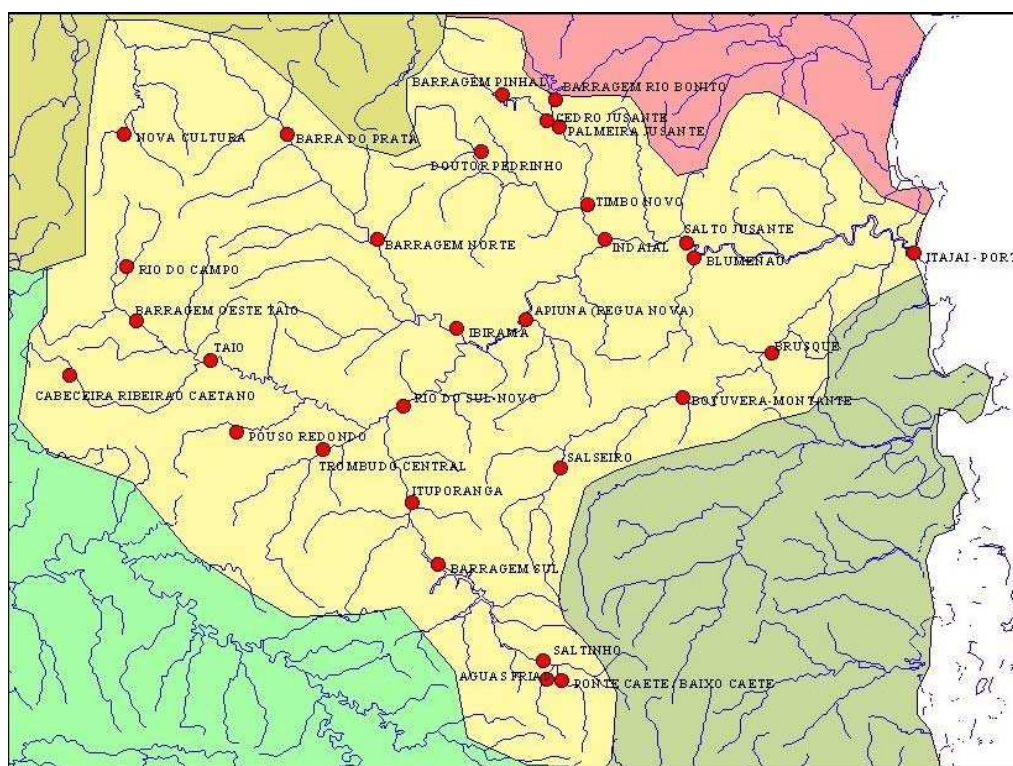 BARRAGEM PINHAL
BARRAGEM RIO BONITO
CEDRO JUSANTE
PALMEIRA JUSANTE
NOVA CULTURA
BARRA DO PRATA
DOUTOR PEDRINHO
TIMBO NOVO
BARRAGEM NORTE
INDAIAL
SALTO JUSANTE
BLUMENAU
ITAJAI - PORT
RIO DO CAMPO
BARRAGEM OESTE TAIO
APIUNA (REGUA NOVA)
IBIRAMA
TAIO
BRUSQUE
CABECEIRA RIBEIRAO CAETANO
RIO DO SUL-NOVO
BOTUVERA-MONTANTE
POUSO REDONDO
TROMBUDO CENTRAL
SALSEIRO
ITUPORANGA
BARRAGEM SUL
SALTINHO
AGUAS FRIAS
PONTE CAETE/BAIXO CAETE